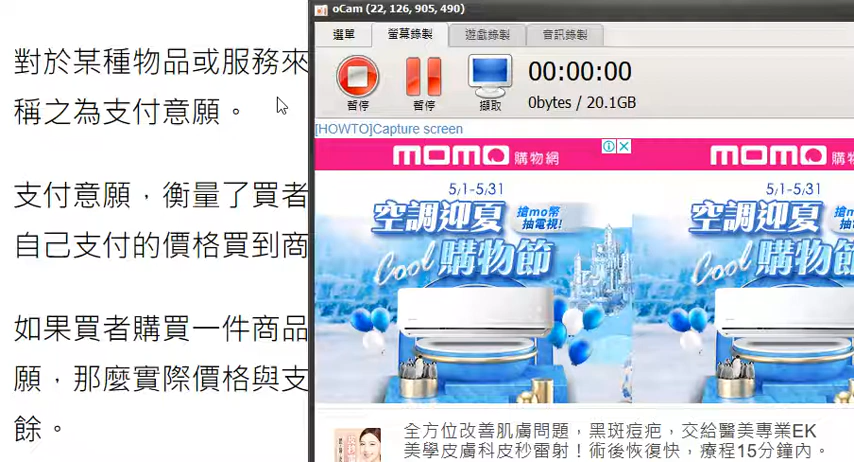 對於某種物品或服務來
稱之為支付意願。
支付意願，衡量了買者
自己支付的價格買到商
如果買者購買一件商品
願，那麼實際價格與支
餘。
oCam (22, 126, 905, 490)
選單 螢幕錄製 遊戲錄製 音訊錄製
00:00:00
0bytes / 20.1GB
暫停 暫停 擷取
[HOWTO]Capture screen
momo 購物網 momo 購物
5/1-5/31 5/1-5/31
空調迎夏 搶mo幣 抽電視! 空調迎夏
Cool 購物節 Cool 購物節
全方位改善肌膚問題，黑斑痘疤，交給醫美專業EK
美學皮膚科皮秒雷射！術後恢復快，療程15分鐘內。